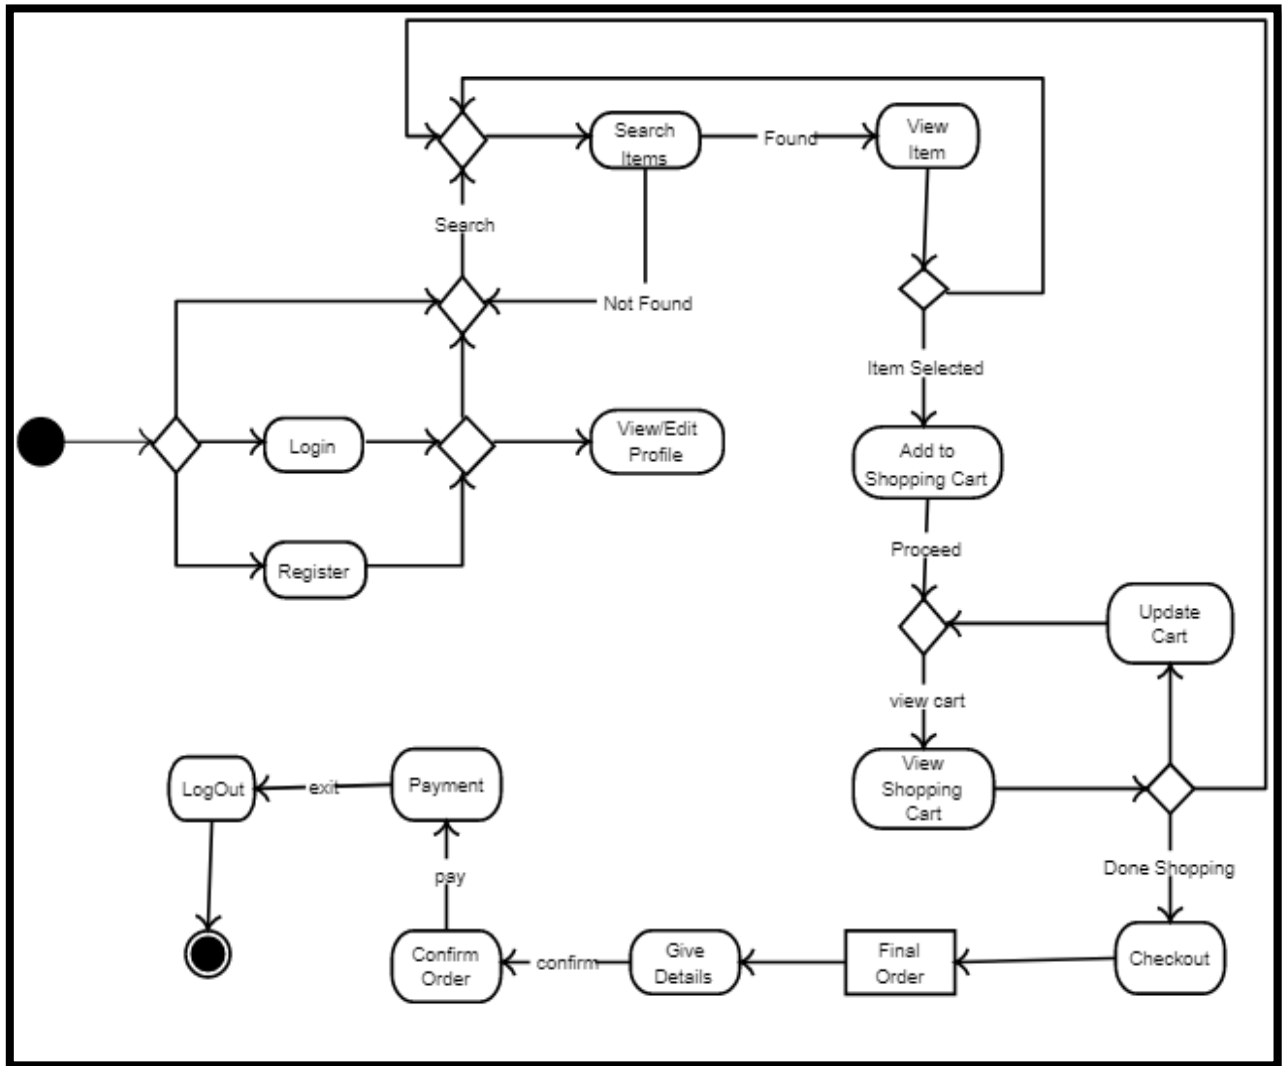 Search
Items
Found
View
Item
Search
Not Found
Item Selected
Login
View/Edit
Profile
Add to
Shopping Cart
Register
Proceed
Update
Cart
view cart
View
Shopping
Cart
LogOut
exit
Payment
pay
Done Shopping
Confirm
Order
confirm
Give
Details
Final
Order
Checkout